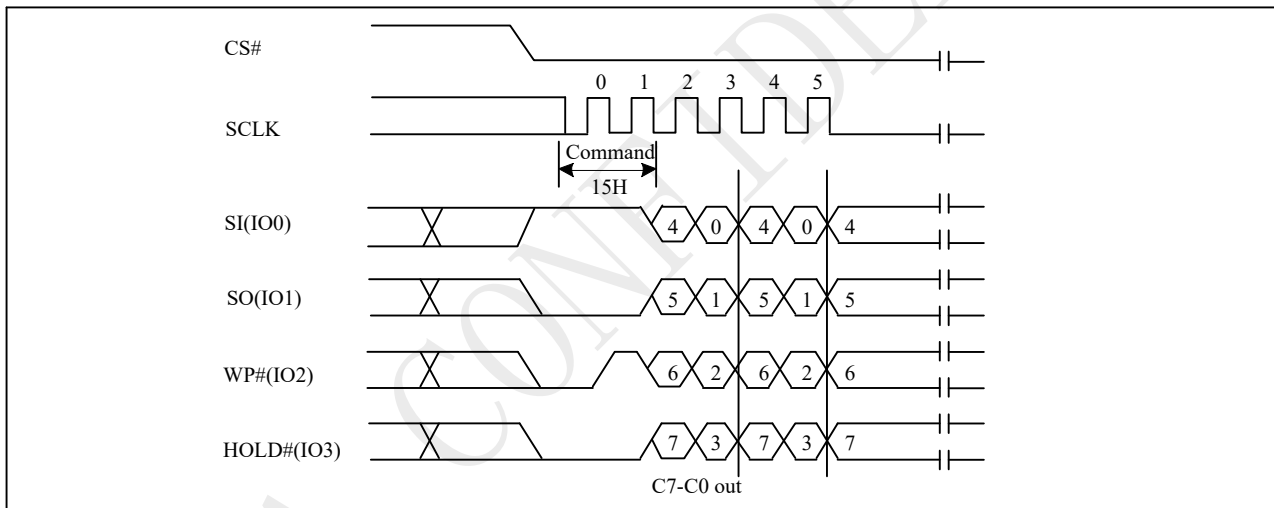 CS#
0 1 2 3 4 5
SCLK
Command
15H
SI(IO0) 4 0 4 0 4
SO(IO1) 5 1 5 1 5
WP#(IO2) 6 2 6 2 6
HOLD#(IO3) 7 3 7 3 7
C7-C0 out